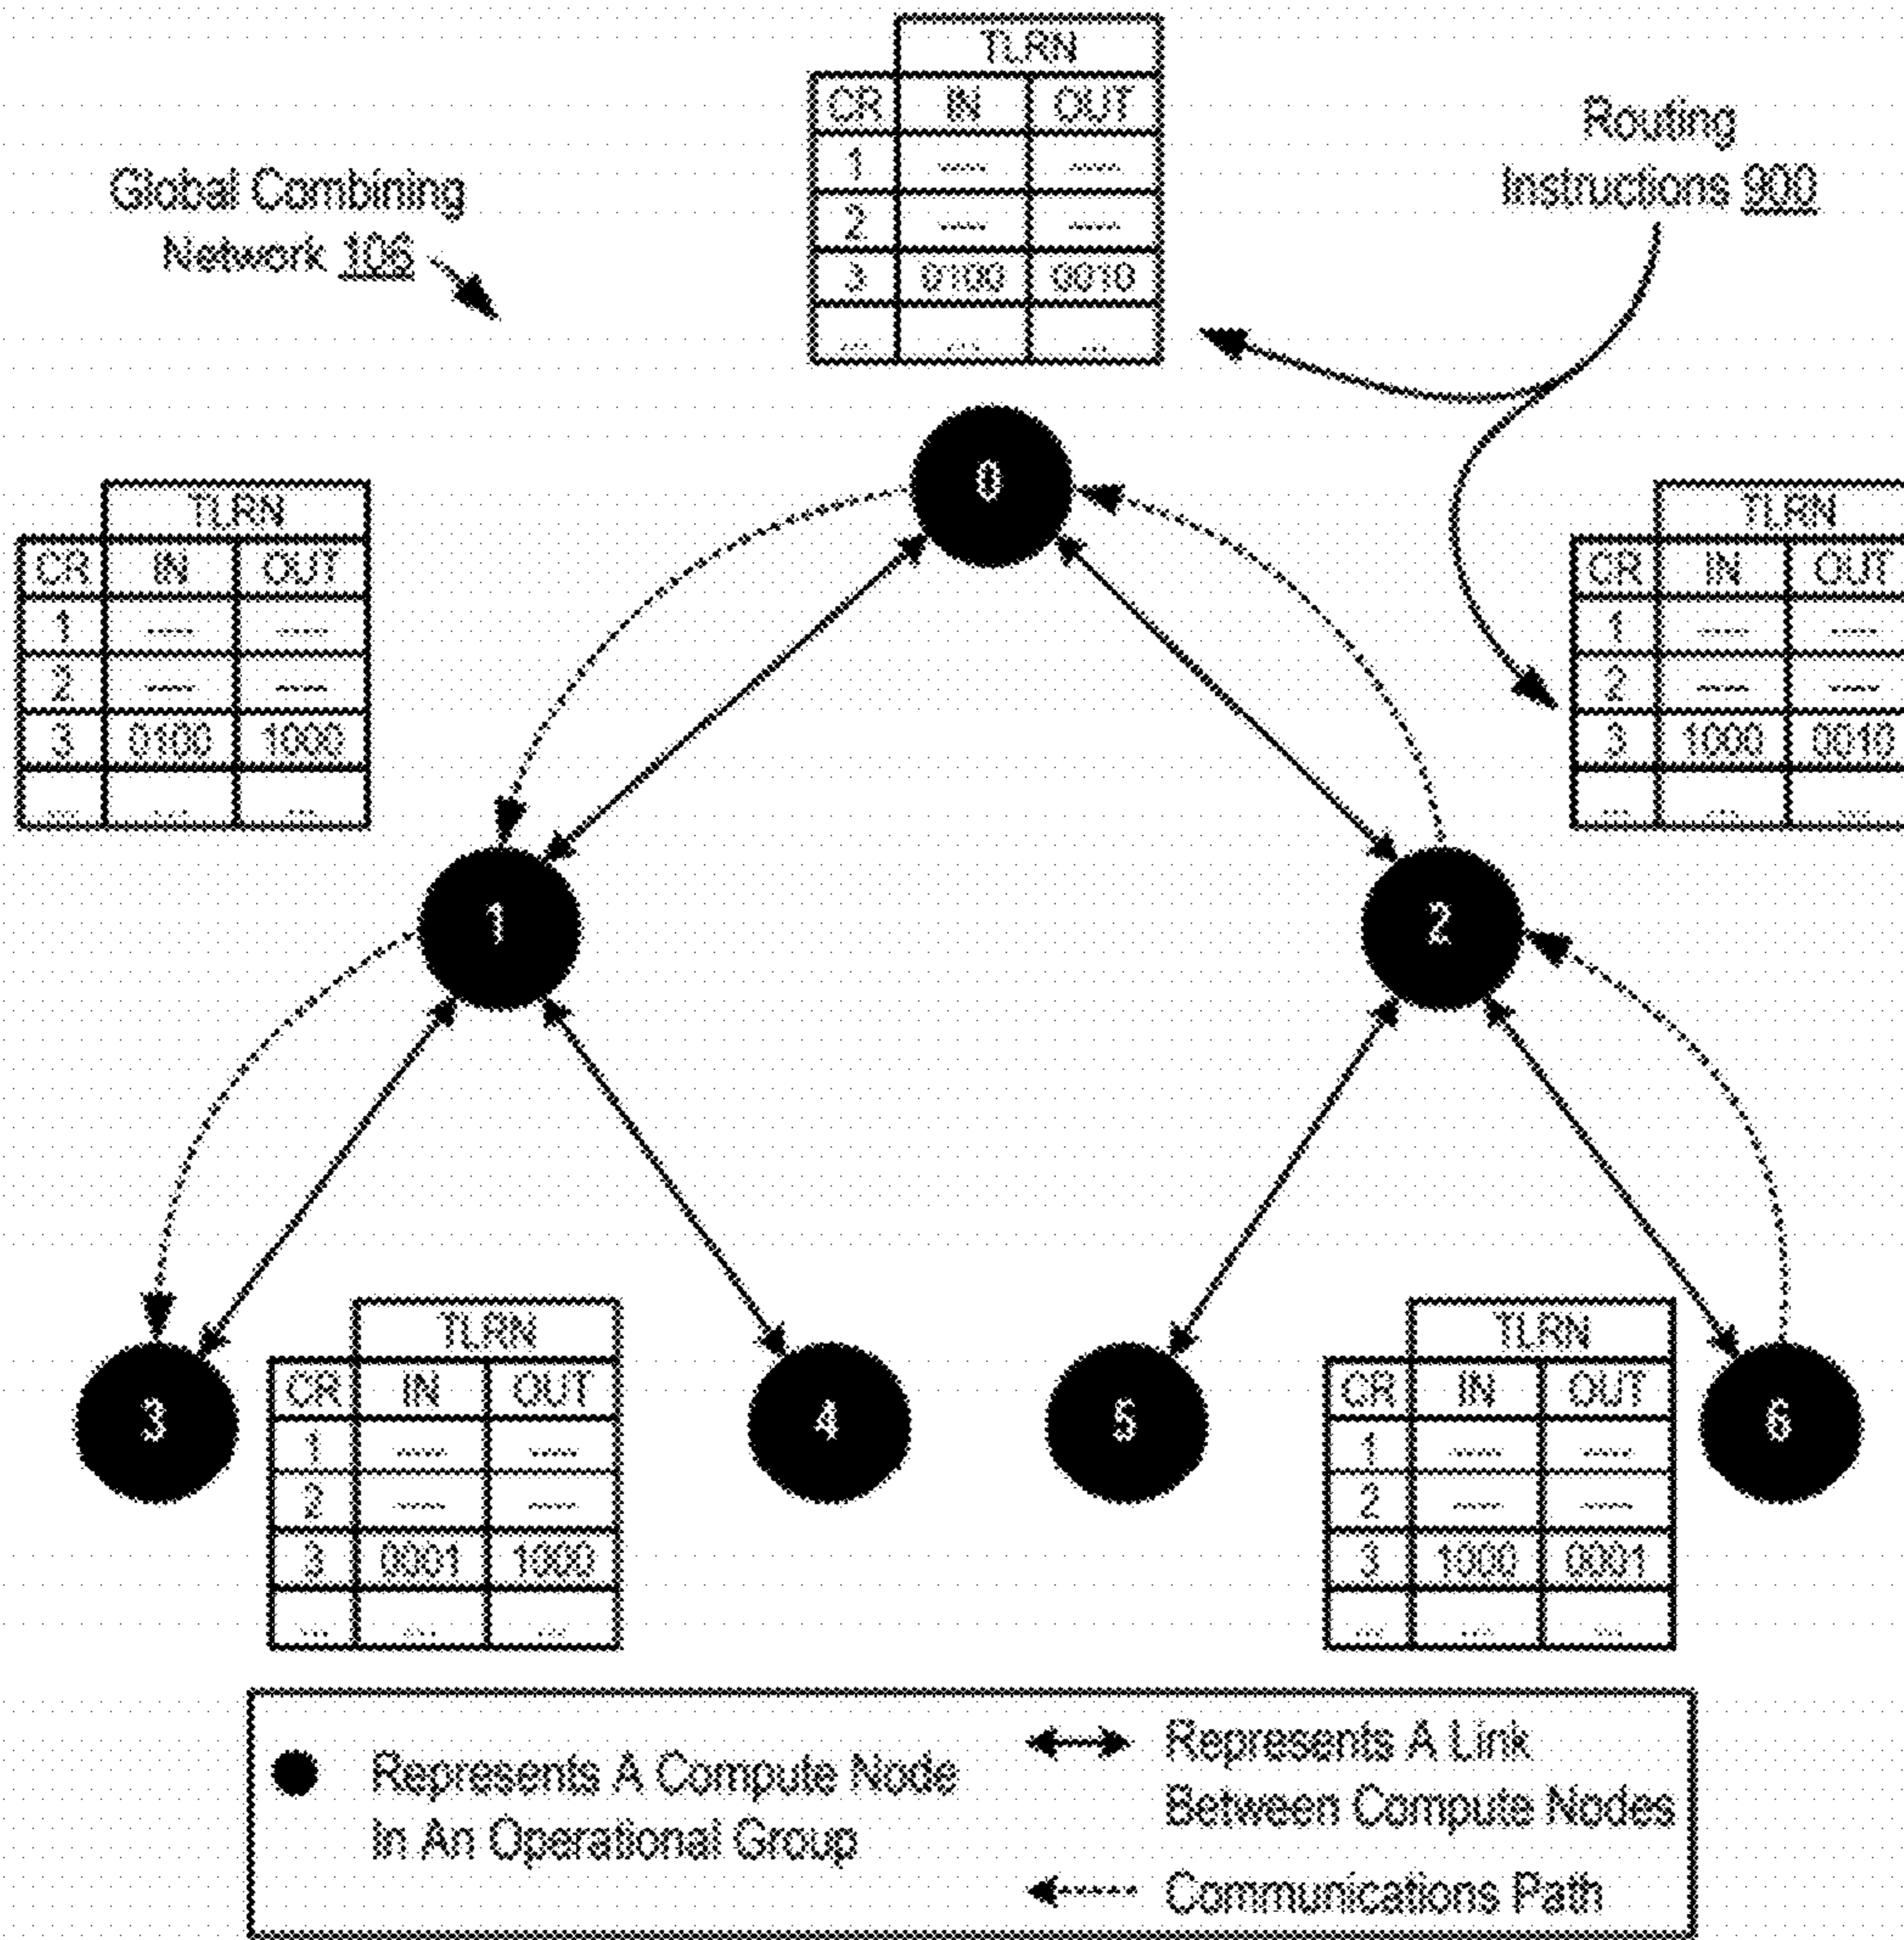 TLRN
CR IN OUT
1 ---- ----
2 ---- ----
3 0100 0010
... ... ...
Global Combining
Network 106
Routing
Instructions 900
TLRN
CR IN OUT
1 ---- ----
2 ---- ----
3 0100 1000
... ... ...
0
TLRN
CR IN OUT
1 ---- ----
2 ---- ----
3 1000 0010
... ... ...
1
2
3
TLRN
CR IN OUT
1 ---- ----
2 ---- ----
3 0001 1000
... ... ...
4
5
TLRN
CR IN OUT
1 ---- ----
2 ---- ----
3 1000 0001
... ... ...
6
Represents A Compute Node
In An Operational Group
Represents A Link
Between Compute Nodes
Communications Path